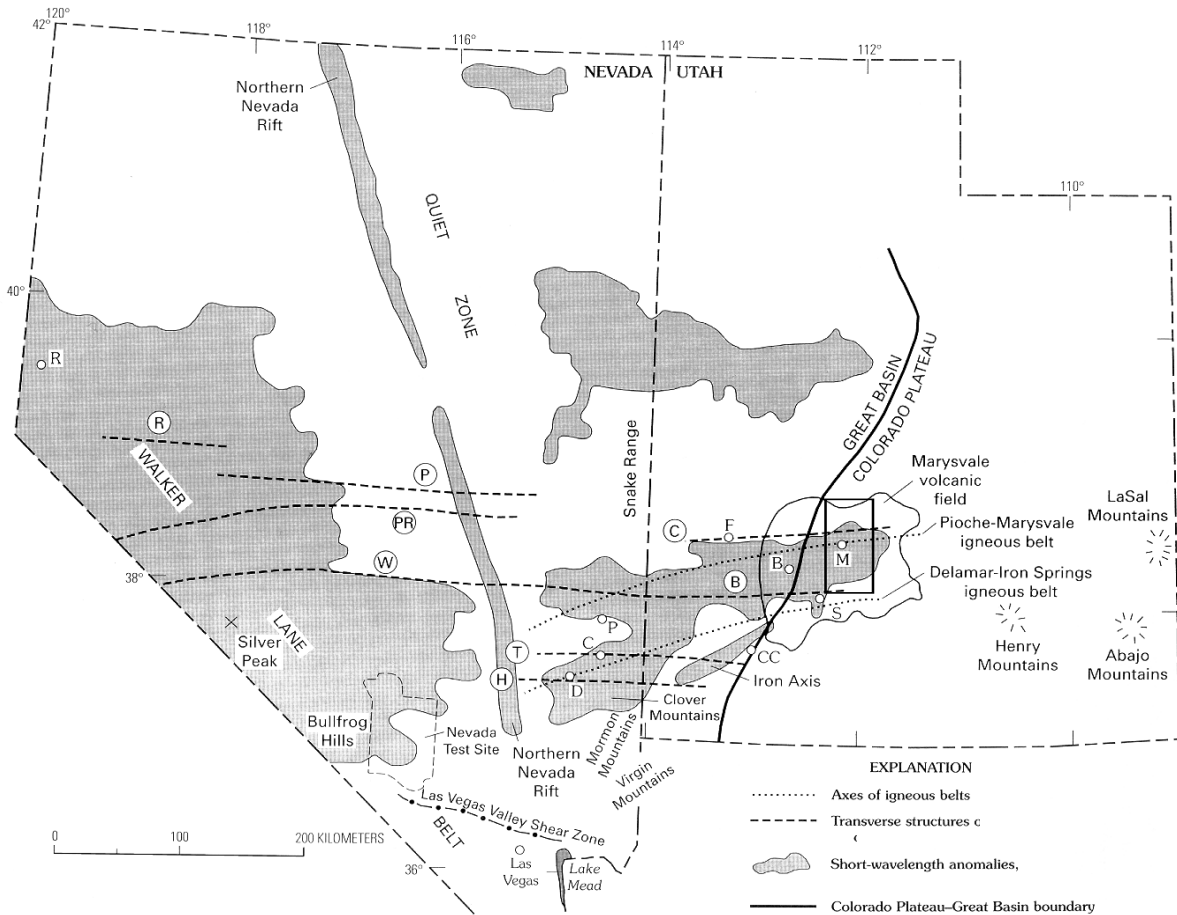 120°
42°
118°
116°
114°
112°
NEVADA
UTAH
Northern
Nevada
Rift
110°
QUIET
ZONE
40°
R
R
WALKER
P
PR
W
Snake Range
GREAT BASIN
COLORADO PLATEAU
Marysvale
volcanic
field
LaSal
Mountains
Pioche-Marysvale
igneous belt
C
F
M
B
B
38°
Delamar-Iron Springs
igneous belt
S
P
LANE
Silver
Peak
T
C
CC
Henry
Mountains
Abajo
Mountains
H
D
Iron Axis
Clover
Mountains
Bullfrog
Hills
Nevada
Test Site
Northern
Nevada
Rift
Mormon
Mountains
Virgin
Mountains
Las Vegas Valley Shear Zone
BELT
Las
Vegas
Lake
Mead
36°
0 100 200 KILOMETERS
EXPLANATION
Axes of igneous belts
Transverse structures c
(
Short-wavelength anomalies,
Colorado Plateau–Great Basin boundary